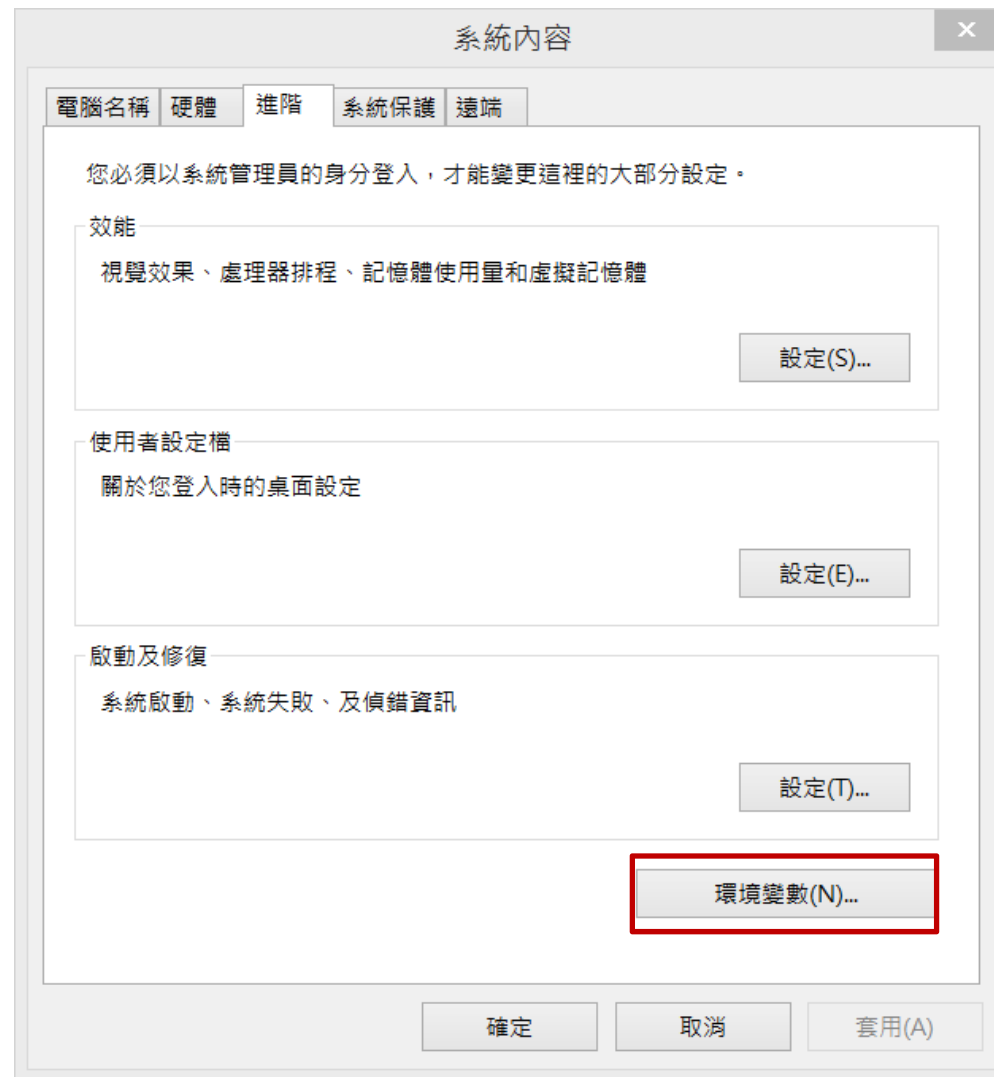 系統內容
電腦名稱 硬體 進階 系統保護 遠端
您必須以系統管理員的身分登入，才能變更這裡的大部分設定。
效能
視覺效果、處理器排程、記憶體使用量和虛擬記憶體
設定(S)...
使用者設定檔
關於您登入時的桌面設定
設定(E)...
啟動及修復
系統啟動、系統失敗、及偵錯資訊
設定(T)...
環境變數(N)...
確定 取消 套用(A)